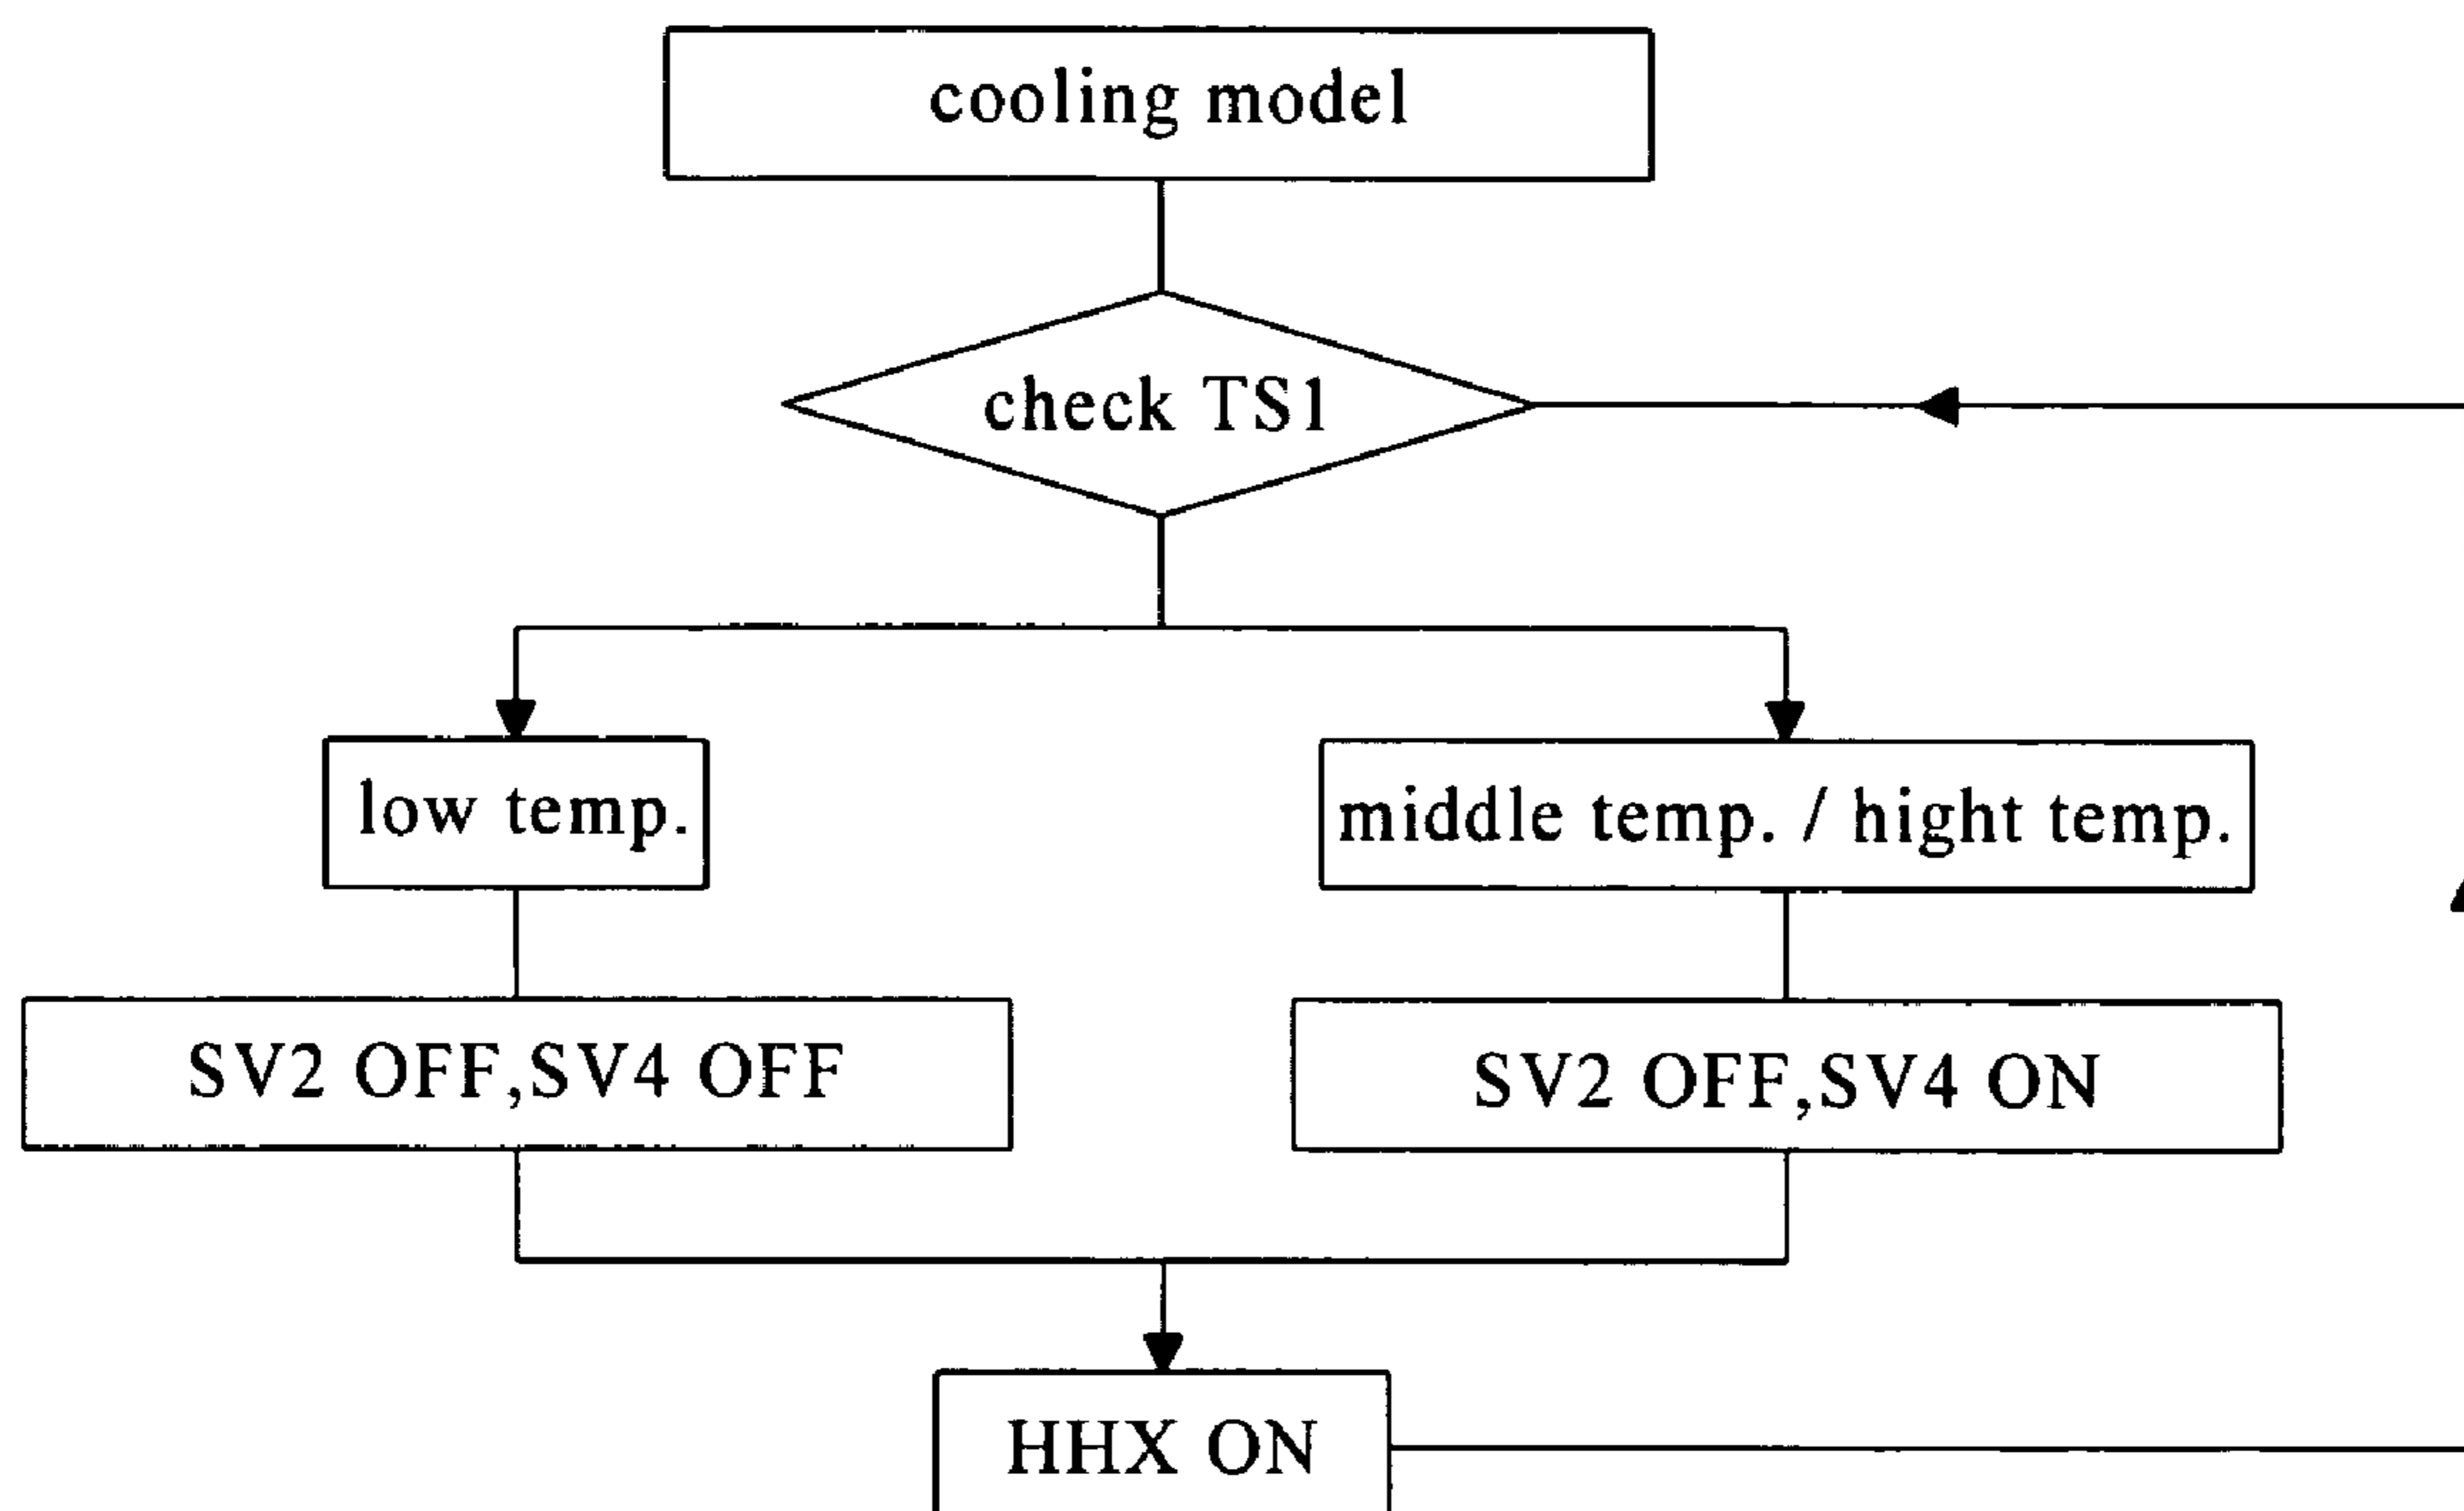 cooling model
check TS1
low temp.
middle temp. / hight temp.
SV2 OFF,SV4 OFF
SV2 OFF,SV4 ON
HHX ON